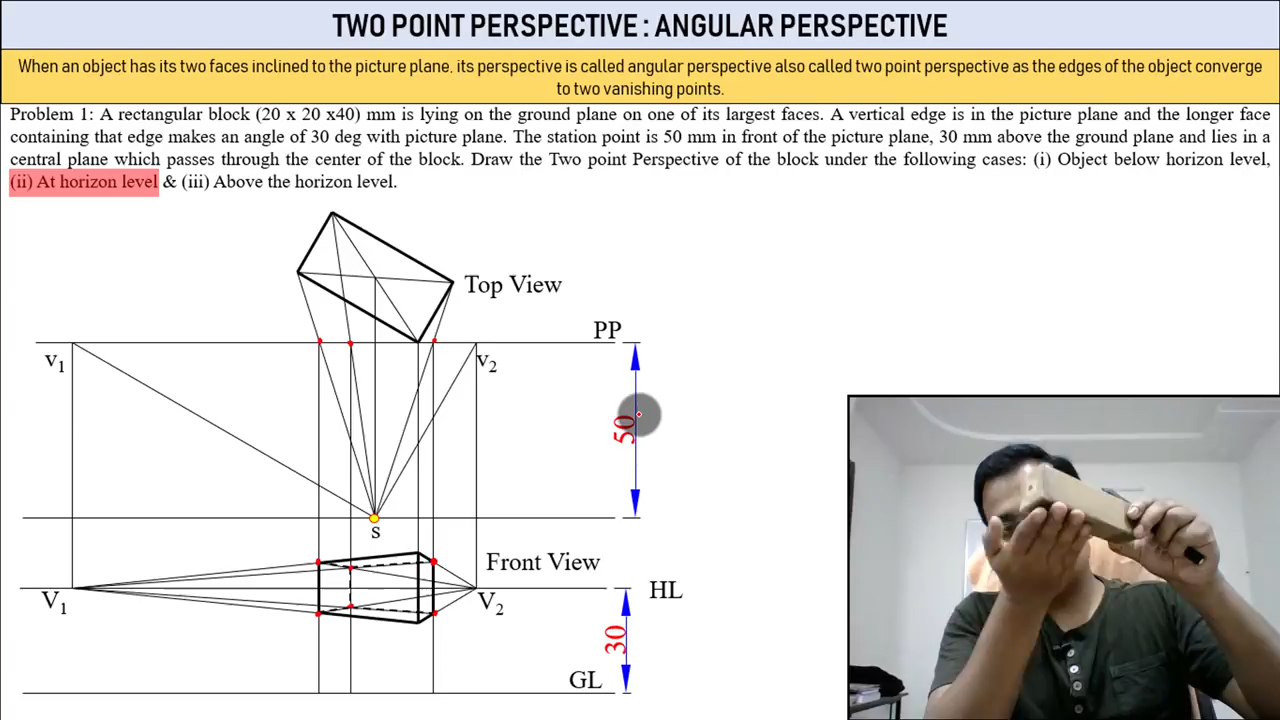 TWO POINT PERSPECTIVE : ANGULAR PERSPECTIVE
When an object has its two faces inclined to the picture plane, its perspective is called angular perspective also called two point perspective as the edges of the object converge
to two vanishing points.
Problem 1: A rectangular block (20 x 20 x40) mm is lying on the ground plane on one of its largest faces. A vertical edge is in the picture plane and the longer face
containing that edge makes an angle of 30 deg with picture plane. The station point is 50 mm in front of the picture plane, 30 mm above the ground plane and lies in a
central plane which passes through the center of the block. Draw the Two point Perspective of the block under the following cases: (i) Object below horizon level,
(ii) At horizon level & (iii) Above the horizon level.
Top View
PP
v1
v2
50
s
Front View
V1
V2
HL
30
GL